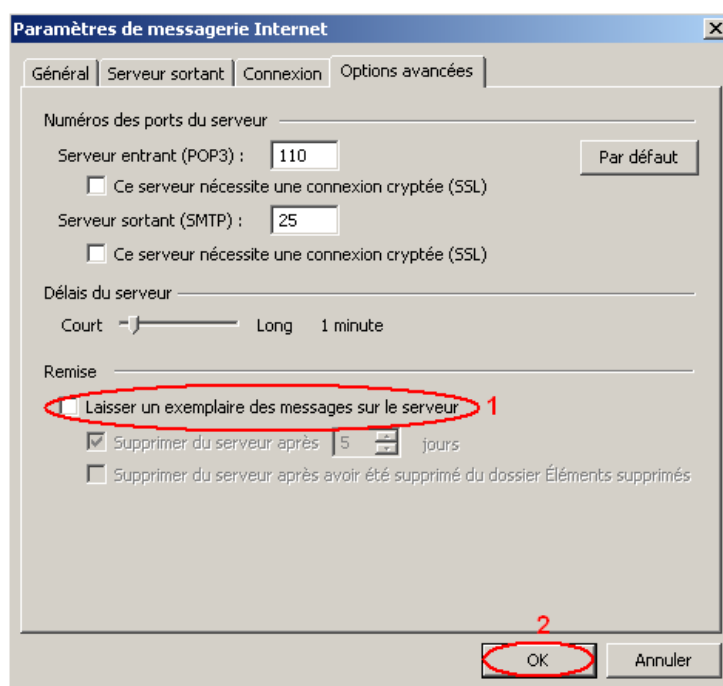 Paramètres de messagerie Internet
Général Serveur sortant Connexion Options avancées
Numéros des ports du serveur
Serveur entrant (POP3) : 110 Par défaut
Ce serveur nécessite une connexion cryptée (SSL)
Serveur sortant (SMTP) : 25
Ce serveur nécessite une connexion cryptée (SSL)
Délais du serveur
Court Long 1 minute
Remise
Laisser un exemplaire des messages sur le serveur 1
Supprimer du serveur après 5 jours
Supprimer du serveur après avoir été supprimé du dossier Éléments supprimés
2
OK Annuler